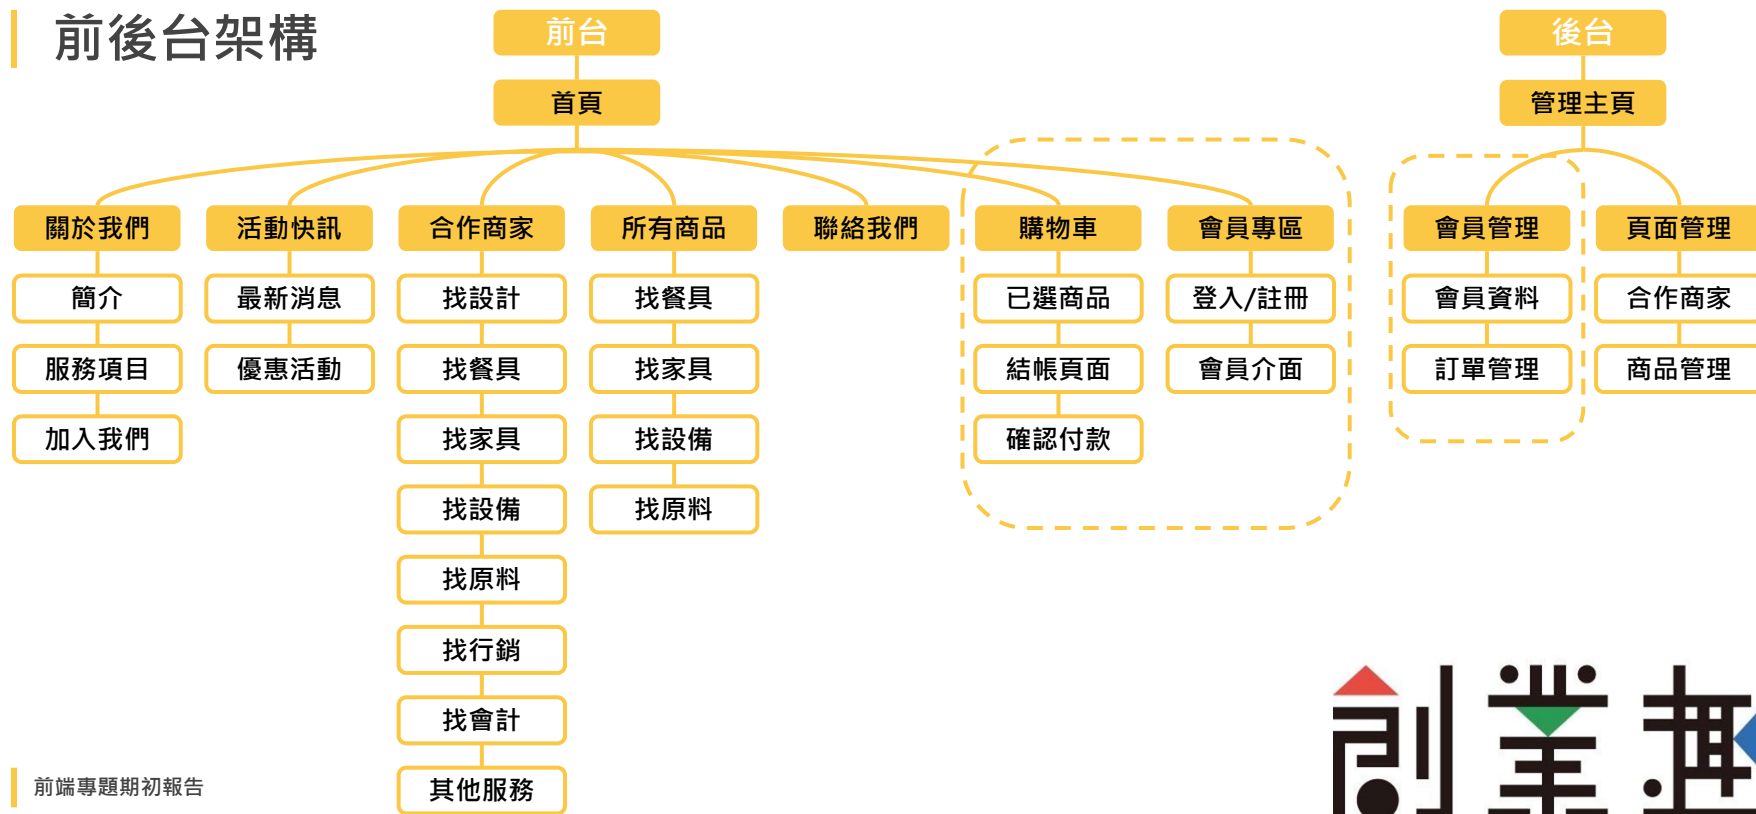 前後台架構
前台
首頁
關於我們
簡介
服務項目
加入我們
活動快訊
最新消息
優惠活動
合作商家
找設計
找餐具
找家具
找設備
找原料
找行銷
找會計
其他服務
所有商品
找餐具
找家具
找設備
找原料
聯絡我們
購物車
已選商品
結帳頁面
確認付款
會員專區
登入/註冊
會員介面
後台
管理主頁
會員管理
會員資料
訂單管理
頁面管理
合作商家
商品管理
前端專題期初報告
創業